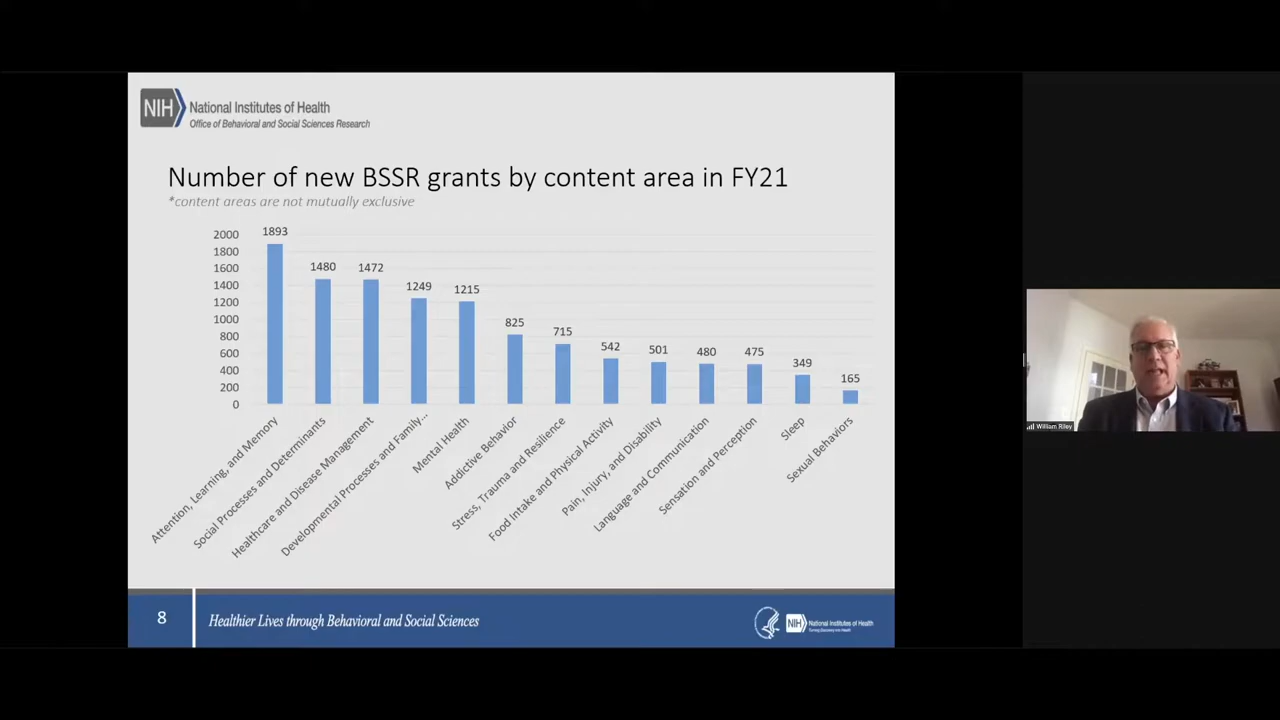 NIH National Institutes of Health
Office of Behavioral and Social Sciences Research
Number of new BSSR grants by content area in FY21
*content areas are not mutually exclusive
2000
1800
1600
1400
1200
1000
800
600
400
200
0
1893
1480
1472
1249
1215
825
715
542
501
480
475
349
165
Attention, Learning, and Memory
Social Processes and Determinants
Healthcare and Disease Management
Developmental Processes and Family...
Mental Health
Addictive Behavior
Stress, Trauma and Resilience
Food Intake and Physical Activity
Pain, Injury, and Disability
Language and Communication
Sensation and Perception
Sleep
Sexual Behaviors
William Riley
8
Healthier Lives through Behavioral and Social Sciences
NIH National Institutes of Health
Turning Discovery Into Health